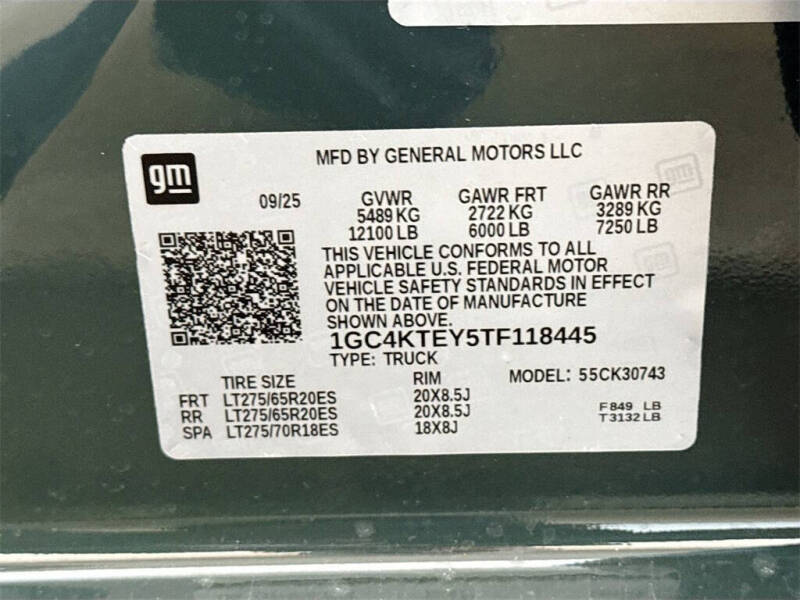 gm
MFD BY GENERAL MOTORS LLC
09/25
GVWR GAWR FRT GAWR RR
5489 KG 2722 KG 3289 KG
12100 LB 6000 LB 7250 LB
THIS VEHICLE CONFORMS TO ALL
APPLICABLE U.S. FEDERAL MOTOR
VEHICLE SAFETY STANDARDS IN EFFECT
ON THE DATE OF MANUFACTURE
SHOWN ABOVE.
1GC4KTEY5TF118445
TYPE: TRUCK
TIRE SIZE RIM MODEL: 55CK30743
FRT LT275/65R20ES 20X8.5J
RR LT275/65R20ES 20X8.5J
SPA LT275/70R18ES 18X8J
F849 LB
T3132 LB